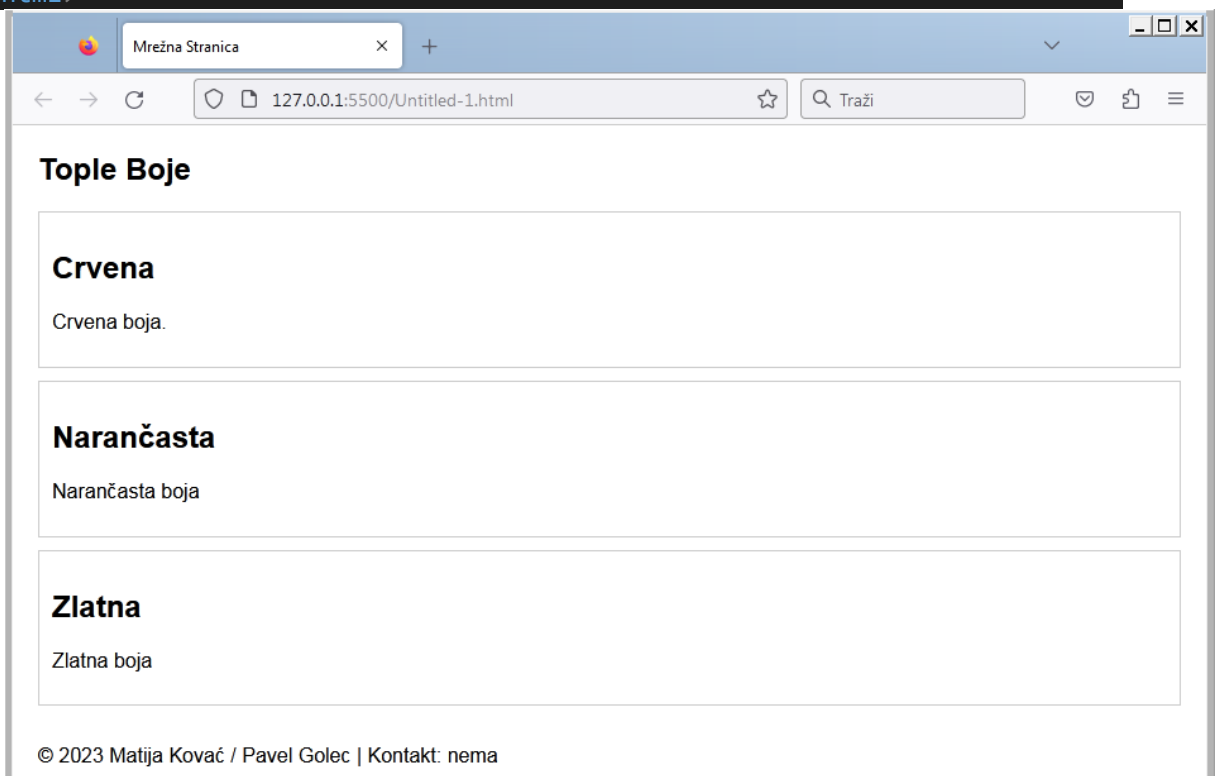 Mrežna Stranica
127.0.0.1:5500/Untitled-1.html
Traži
Tople Boje
Crvena
Crvena boja.
Narančasta
Narančasta boja
Zlatna
Zlatna boja
© 2023 Matija Kovać / Pavel Golec | Kontakt: nema